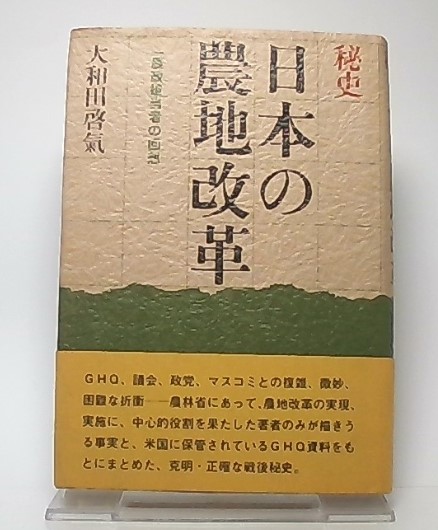 秘史
日本の
農地改革
一農政担当者の回想
大和田啓氣
GHQ、議会、政党、マスコミとの複雑、微妙、
困難な折衝――農林省にあって、農地改革の実現、
実施に、中心的役割を果たした著者のみが描きう
る事実と、米国に保管されているGHQ資料をも
とにまとめた、克明・正確な戦後秘史。